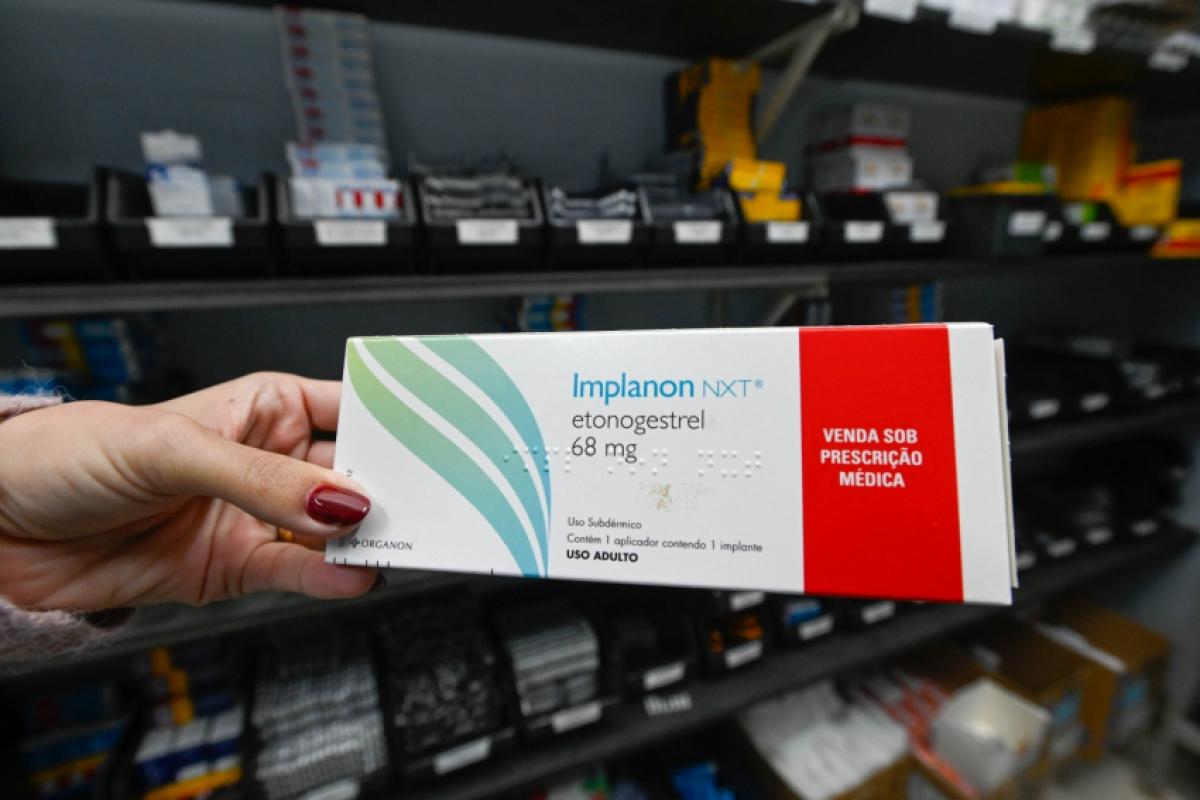 Implanon NXT®
etonogestrel
68 mg
VENDA SOB
PRESCRIÇÃO
MÉDICA
Uso Subdérmico
Contém 1 aplicador contendo 1 implante
USO ADULTO
ORGANON